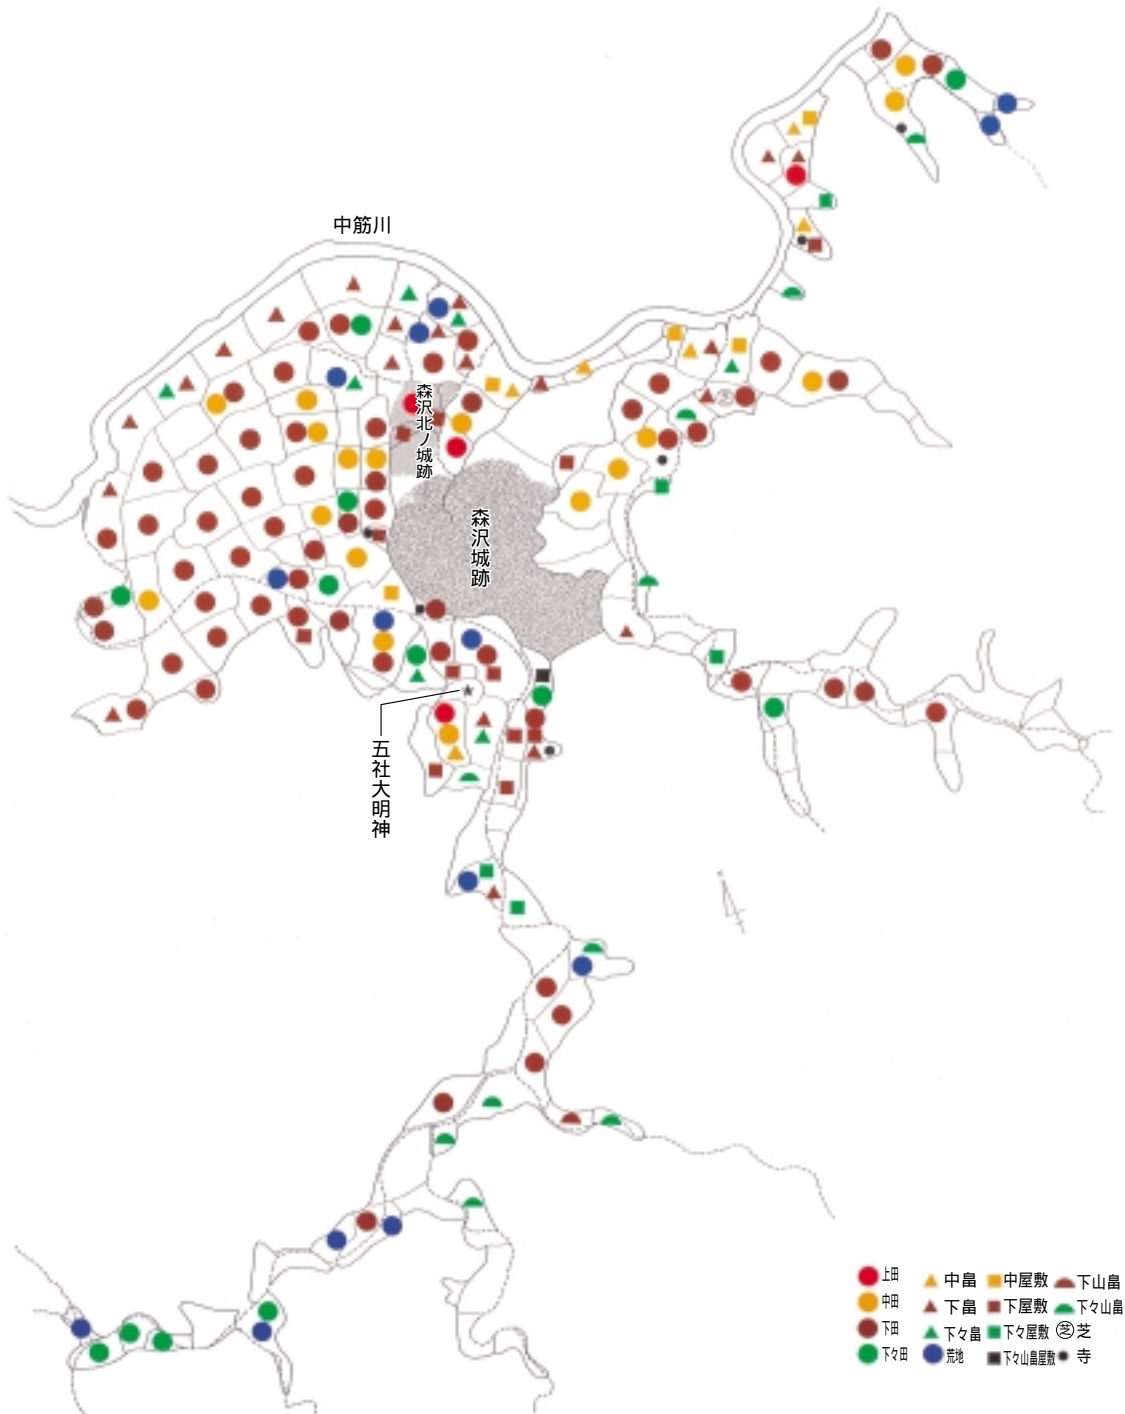 中筋川
森沢北ノ城跡
森沢城跡
芝
五社大明神
上田
中田
下田
下々田
中畠
下畠
下々畠
荒地
中屋敷
下屋敷
下々屋敷
下々山畠屋敷
下山畠
下々山畠
芝芝
寺